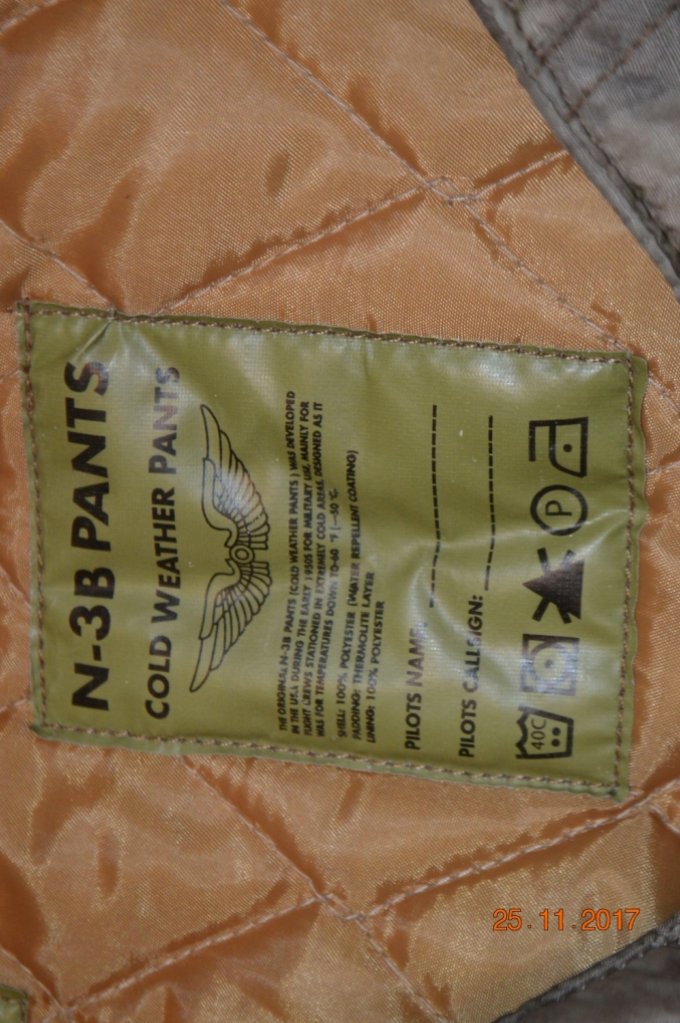 N-3B PANTS
COLD WEATHER PANTS
THE ORIGINAL N-3B PANTS (COLD WEATHER PANTS ) WAS DEVELOPED
IN THE USA DURING THE EARLY 1950S FOR MILITARY USE, MAINLY FOR
FLIGHT CREWS STATIONED IN EXTREMELY COLD AREAS. DESIGNED AS IT
WAS FOR TEMPERATURES DOWN TO-60 °F (—50 °C
SHELL: 100% POLYESTER (WATER REPELLENT COATING)
PADDING: THERMOLITE LAYER
LINING: 100% POLYESTER
PILOTS NAME:
PILOTS CALLSIGN:
40C P
25.11.2017